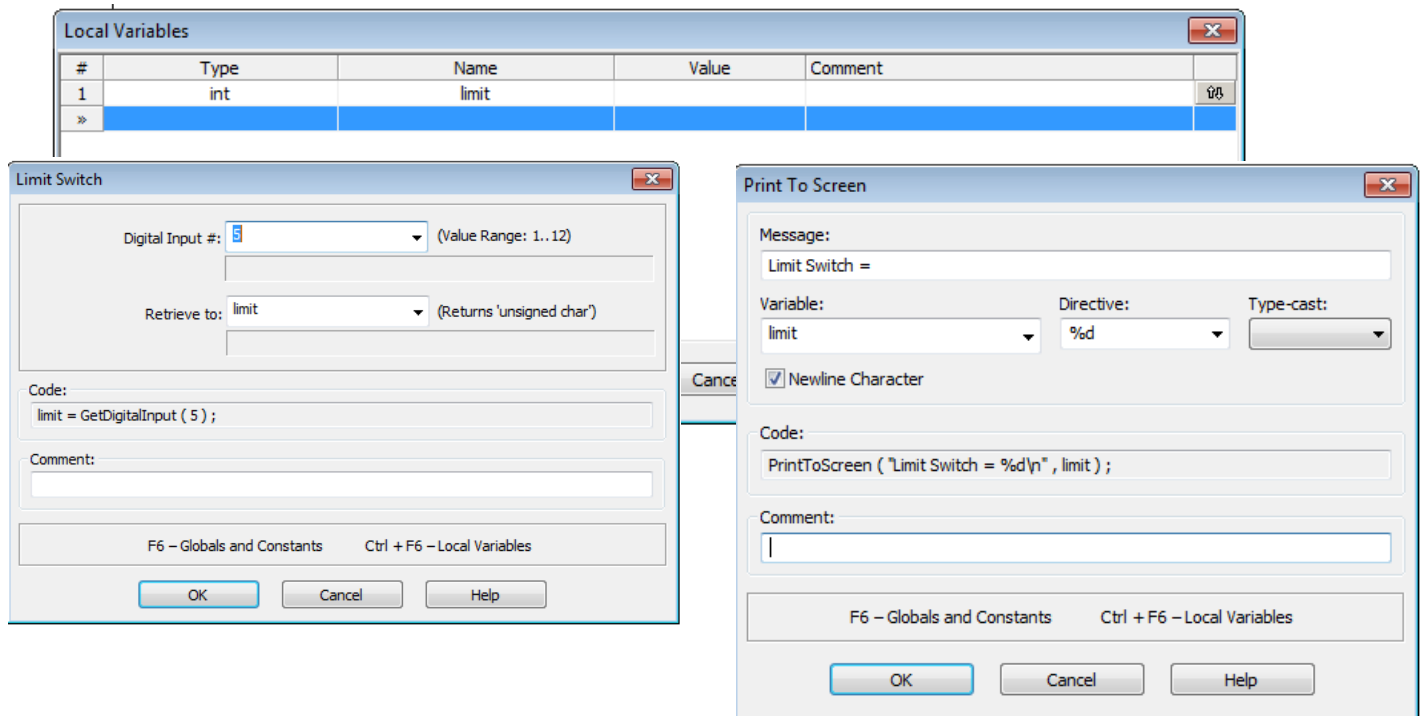 Local Variables
# Type Name Value Comment
1 int limit
»
Limit Switch
Digital Input #: 5 (Value Range: 1..12)
Retrieve to: limit (Returns 'unsigned char')
Code:
limit = GetDigitalInput ( 5 ) ;
Comment:
F6 – Globals and Constants Ctrl + F6 – Local Variables
OK Cancel Help
Cance
Print To Screen
Message:
Limit Switch =
Variable: Directive: Type-cast:
limit %d
Newline Character
Code:
PrintToScreen ( "Limit Switch = %d\n" , limit ) ;
Comment:
F6 – Globals and Constants Ctrl + F6 – Local Variables
OK Cancel Help